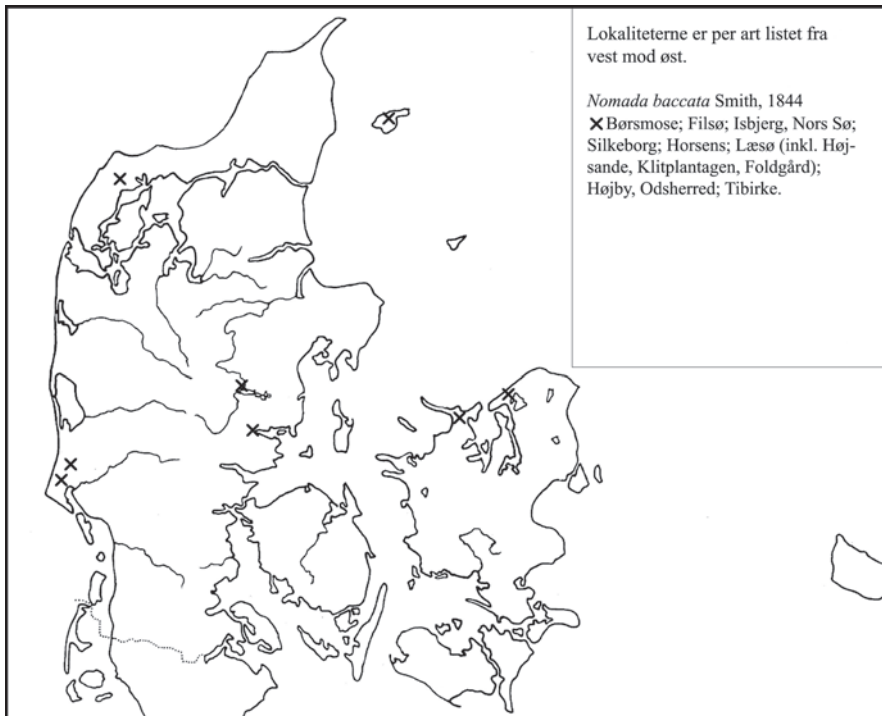 Lokaliteterne er per art listet fra
vest mod øst.
Nomada baccata Smith, 1844
✕ Børsmose; Filsø; Isbjerg, Nors Sø;
Silkeborg; Horsens; Læsø (inkl. Høj-
sande, Klitplantagen, Foldgård);
Højby, Odsherred; Tibirke.